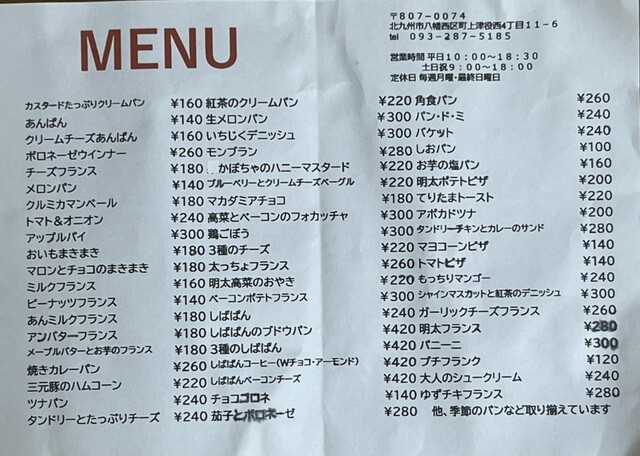 MENU
〒807-0074
北九州市八幡西区町上津役西4丁目11-6
tel 093-287-5185
営業時間 平日10:00～18:30
土日祝9:00～18:00
定休日 毎週月曜・最終日曜日
カスタードたっぷりクリームパン ¥160 紅茶のクリームパン ¥220 角食パン ¥260
あんぱん ¥140 生メロンパン ¥300 パン・ド・ミ ¥240
クリームチーズあんぱん ¥160 いちじくデニッシュ ¥300 バケット ¥240
ボロネーゼウインナー ¥260 モンブラン ¥280 しおパン ¥100
チーズフランス ¥180 かぼちゃのハニーマスタード ¥220 お芋の塩パン ¥160
メロンパン ¥140 ブルーベリーとクリームチーズベーグル ¥220 明太ポテトピザ ¥200
クルミカマンベール ¥180 マカダミアチョコ ¥180 てりたまトースト ¥220
トマト＆オニオン ¥240 高菜とベーコンのフォカッチャ ¥300 アボカドツナ ¥200
アップルパイ ¥300 鶏ごぼう ¥300 タンドリーチキンとカレーのサンド ¥280
おいもまきまき ¥180 3種のチーズ ¥220 マヨコーンピザ ¥140
マロンとチョコのまきまき ¥180 太っちょフランス ¥260 トマトピザ ¥140
ミルクフランス ¥160 明太高菜のおやき ¥220 もっちりマンゴー ¥240
ピーナッツフランス ¥140 ベーコンポテトフランス ¥300 シャインマスカットと紅茶のデニッシュ ¥300
あんミルクフランス ¥180 しばぱん ¥240 ガーリックチーズフランス ¥260
アンバターフランス ¥180 しばぱんのブドウパン ¥420 明太フランス ¥280
メープルバターとお芋のフランス ¥180 3種のしばぱん ¥420 パニーニ ¥300
焼きカレーパン ¥260 しばぱんコーヒー(Wチョコ・アーモンド) ¥420 プチフランク ¥120
三元豚のハムコーン ¥220 しばぱんベーコンチーズ ¥420 大人のシュークリーム ¥240
ツナパン ¥240 チョココロネ ¥140 ゆずチキフランス ¥280
タンドリーとたっぷりチーズ ¥240 茄子とボロネーゼ ¥280 他、季節のパンなど取り揃えています